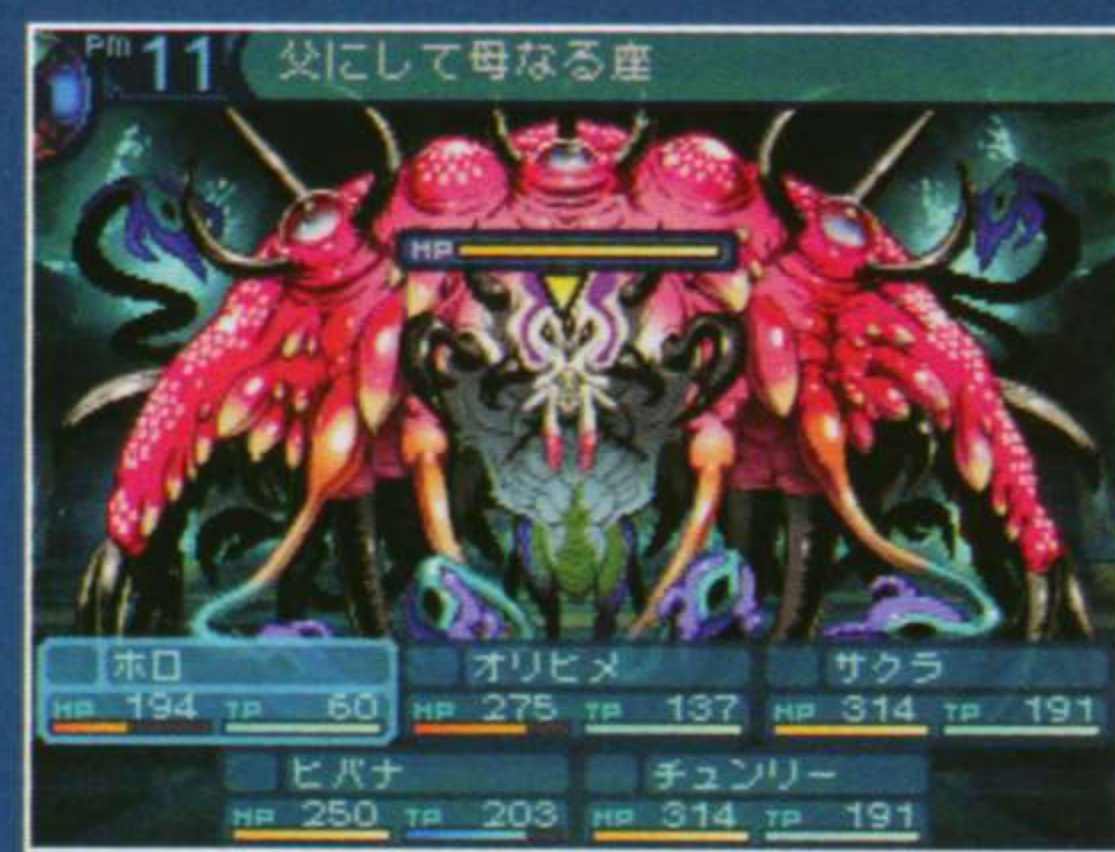 Pm 11 父にして母なる座
HP
ホロ オリヒメ サクラ
HP 194 TP 60 HP 275 TP 137 HP 314 TP 191
ヒバナ チュンリー
HP 250 TP 203 HP 314 TP 191